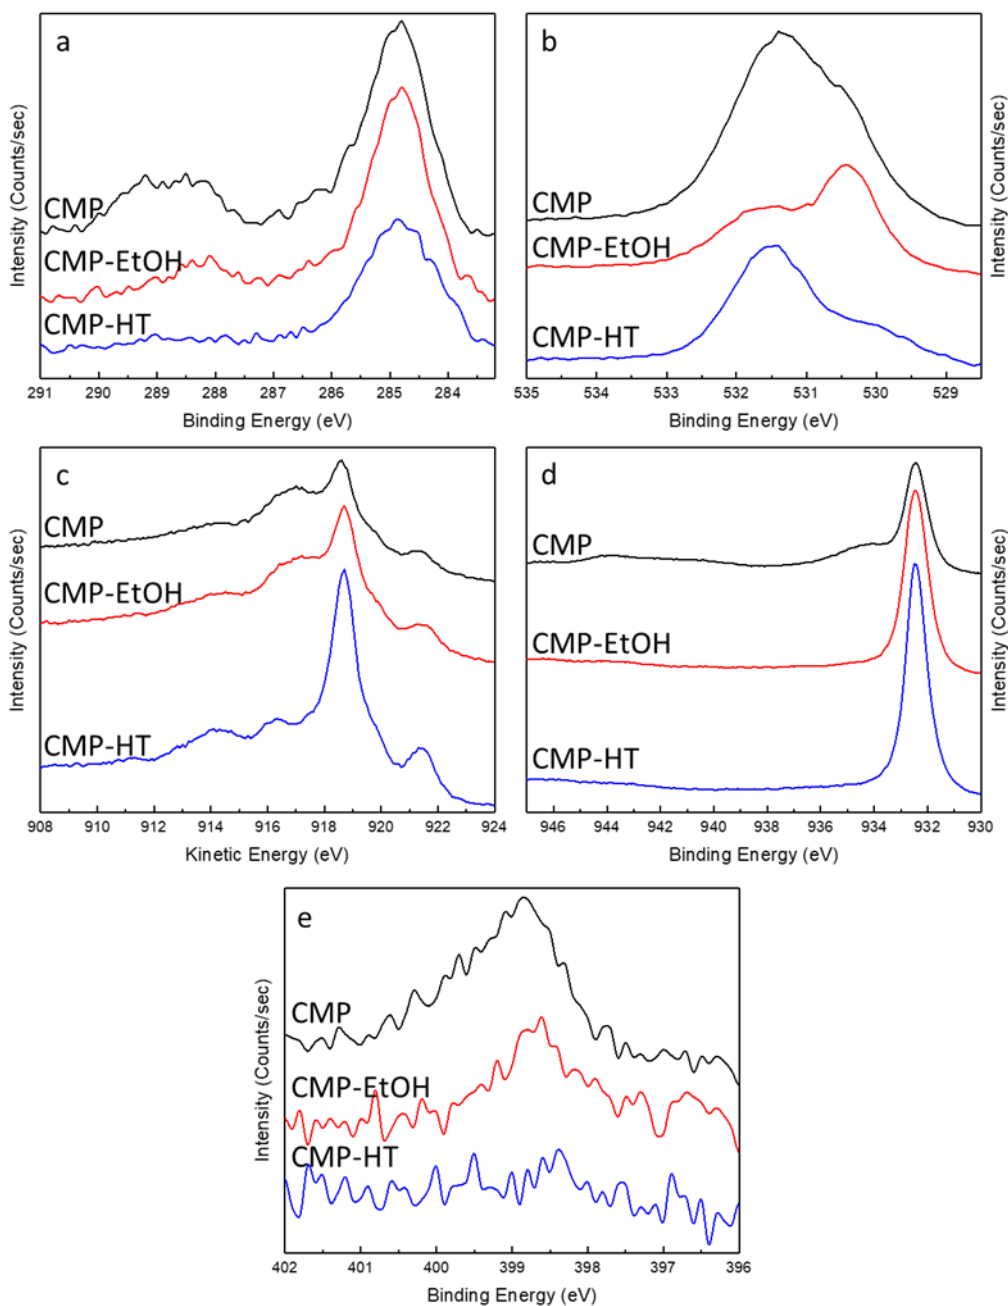 a
CMP
CMP-EtOH
CMP-HT
Intensity (Counts/sec)
291 290 289 288 287 286 285 284
Binding Energy (eV)
b
CMP
CMP-EtOH
CMP-HT
Intensity (Counts/sec)
535 534 533 532 531 530 529
Binding Energy (eV)
c
CMP
CMP-EtOH
CMP-HT
Intensity (Counts/sec)
908 910 912 914 916 918 920 922 924
Kinetic Energy (eV)
d
CMP
CMP-EtOH
CMP-HT
Intensity (Counts/sec)
946 944 942 940 938 936 934 932 930
Binding Energy (eV)
e
CMP
CMP-EtOH
CMP-HT
Intensity (Counts/sec)
402 401 400 399 398 397 396
Binding Energy (eV)